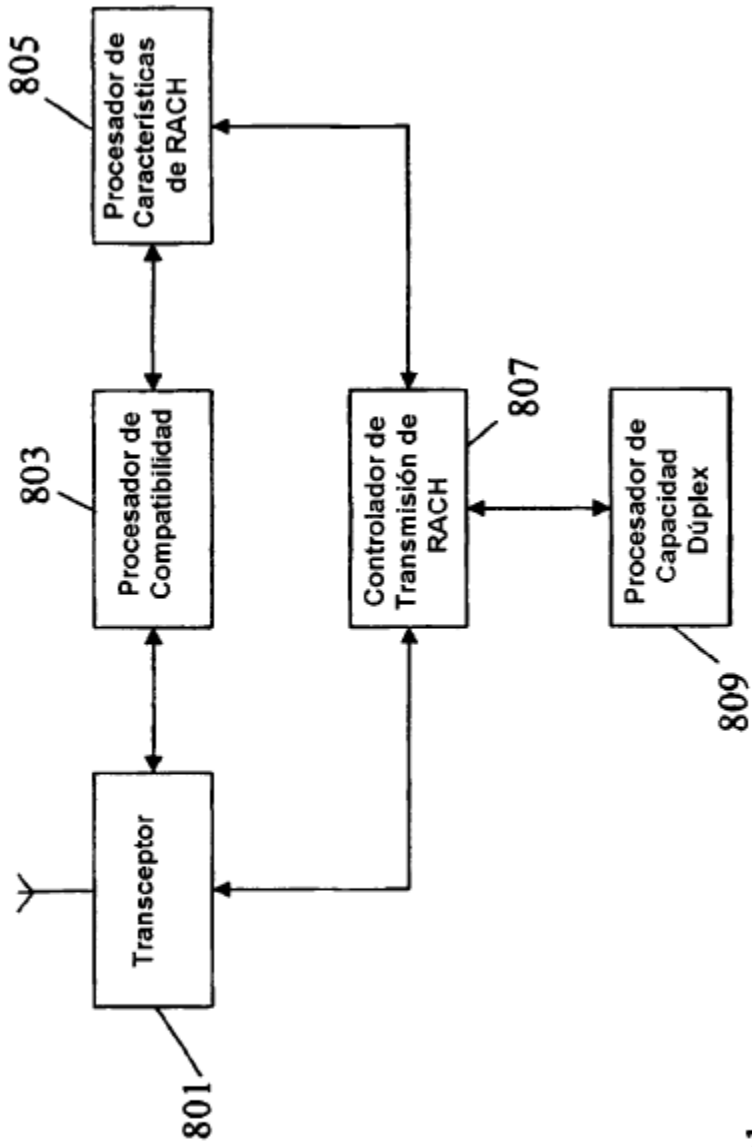 801
Transceptor
803
Procesador de
Compatibilidad
805
Procesador de
Características
de RACH
Controlador de
Transmisión de
RACH
807
Procesador de
Capacidad
Dúplex
809